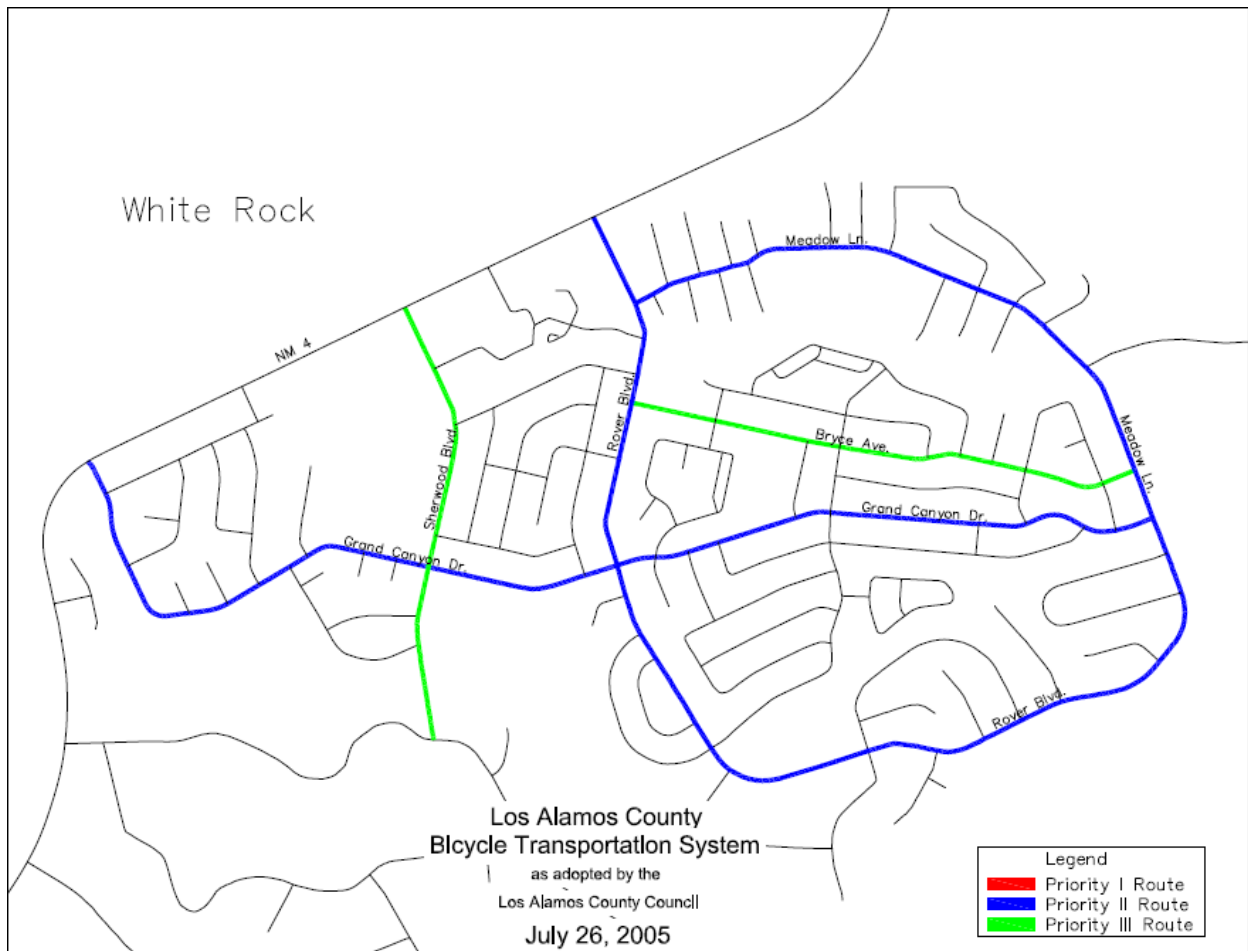 White Rock
Meadow Ln.
NM 4
Rover Blvd.
Sherwood Blvd.
Bryce Ave.
Meadow Ln.
Grand Canyon Dr.
Grand Canyon Dr.
Rover Blvd.
Los Alamos County
Bicycle Transportation System
as adopted by the
Los Alamos County Council
July 26, 2005
Legend
Priority I Route
Priority II Route
Priority III Route